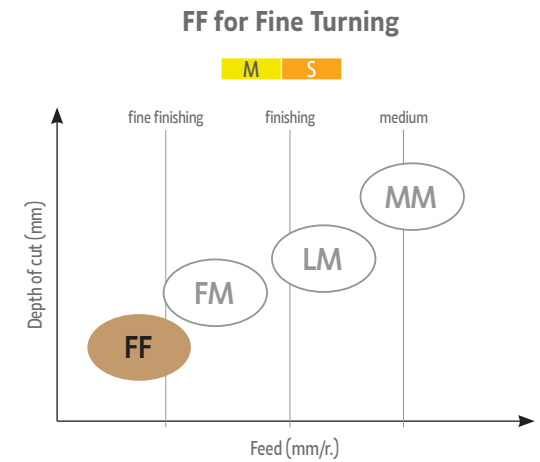 FF for Fine Turning
M S
fine finishing finishing medium
MM
LM
FM
FF
Depth of cut (mm)
Feed (mm/r.)